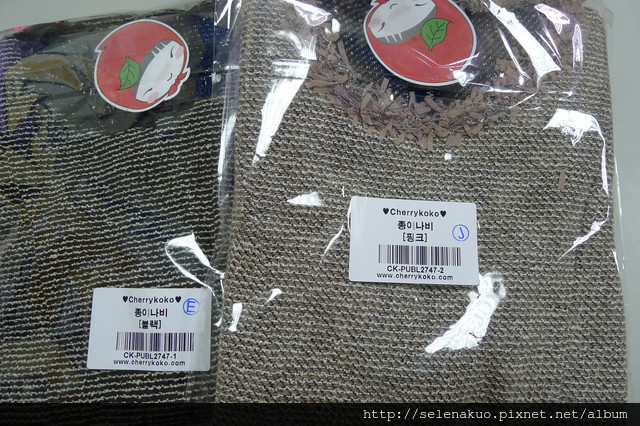 ♥Cherrykoko♥
종이나비
[핑크]
J
CK-PUBL2747-2
www.cherrykoko.com
♥Cherrykoko♥
종이나비
[블랙]
E
CK-PUBL2747-1
www.cherrykoko.com
http://selenakuo.pixnet.net/album